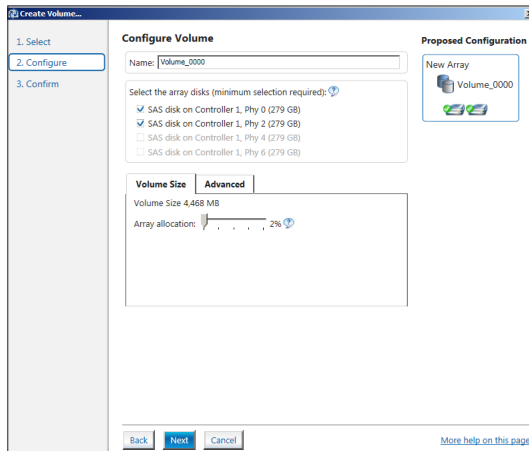 Create Volume...
1. Select
2. Configure
3. Confirm
Configure Volume
Name: Volume_0000
Select the array disks (minimum selection required):
SAS disk on Controller 1, Phy 0 (279 GB)
SAS disk on Controller 1, Phy 2 (279 GB)
SAS disk on Controller 1, Phy 4 (279 GB)
SAS disk on Controller 1, Phy 6 (279 GB)
Volume Size Advanced
Volume Size 4,468 MB
Array allocation: 2%
Proposed Configuration
New Array
Volume_0000
Back Next Cancel
More help on this page